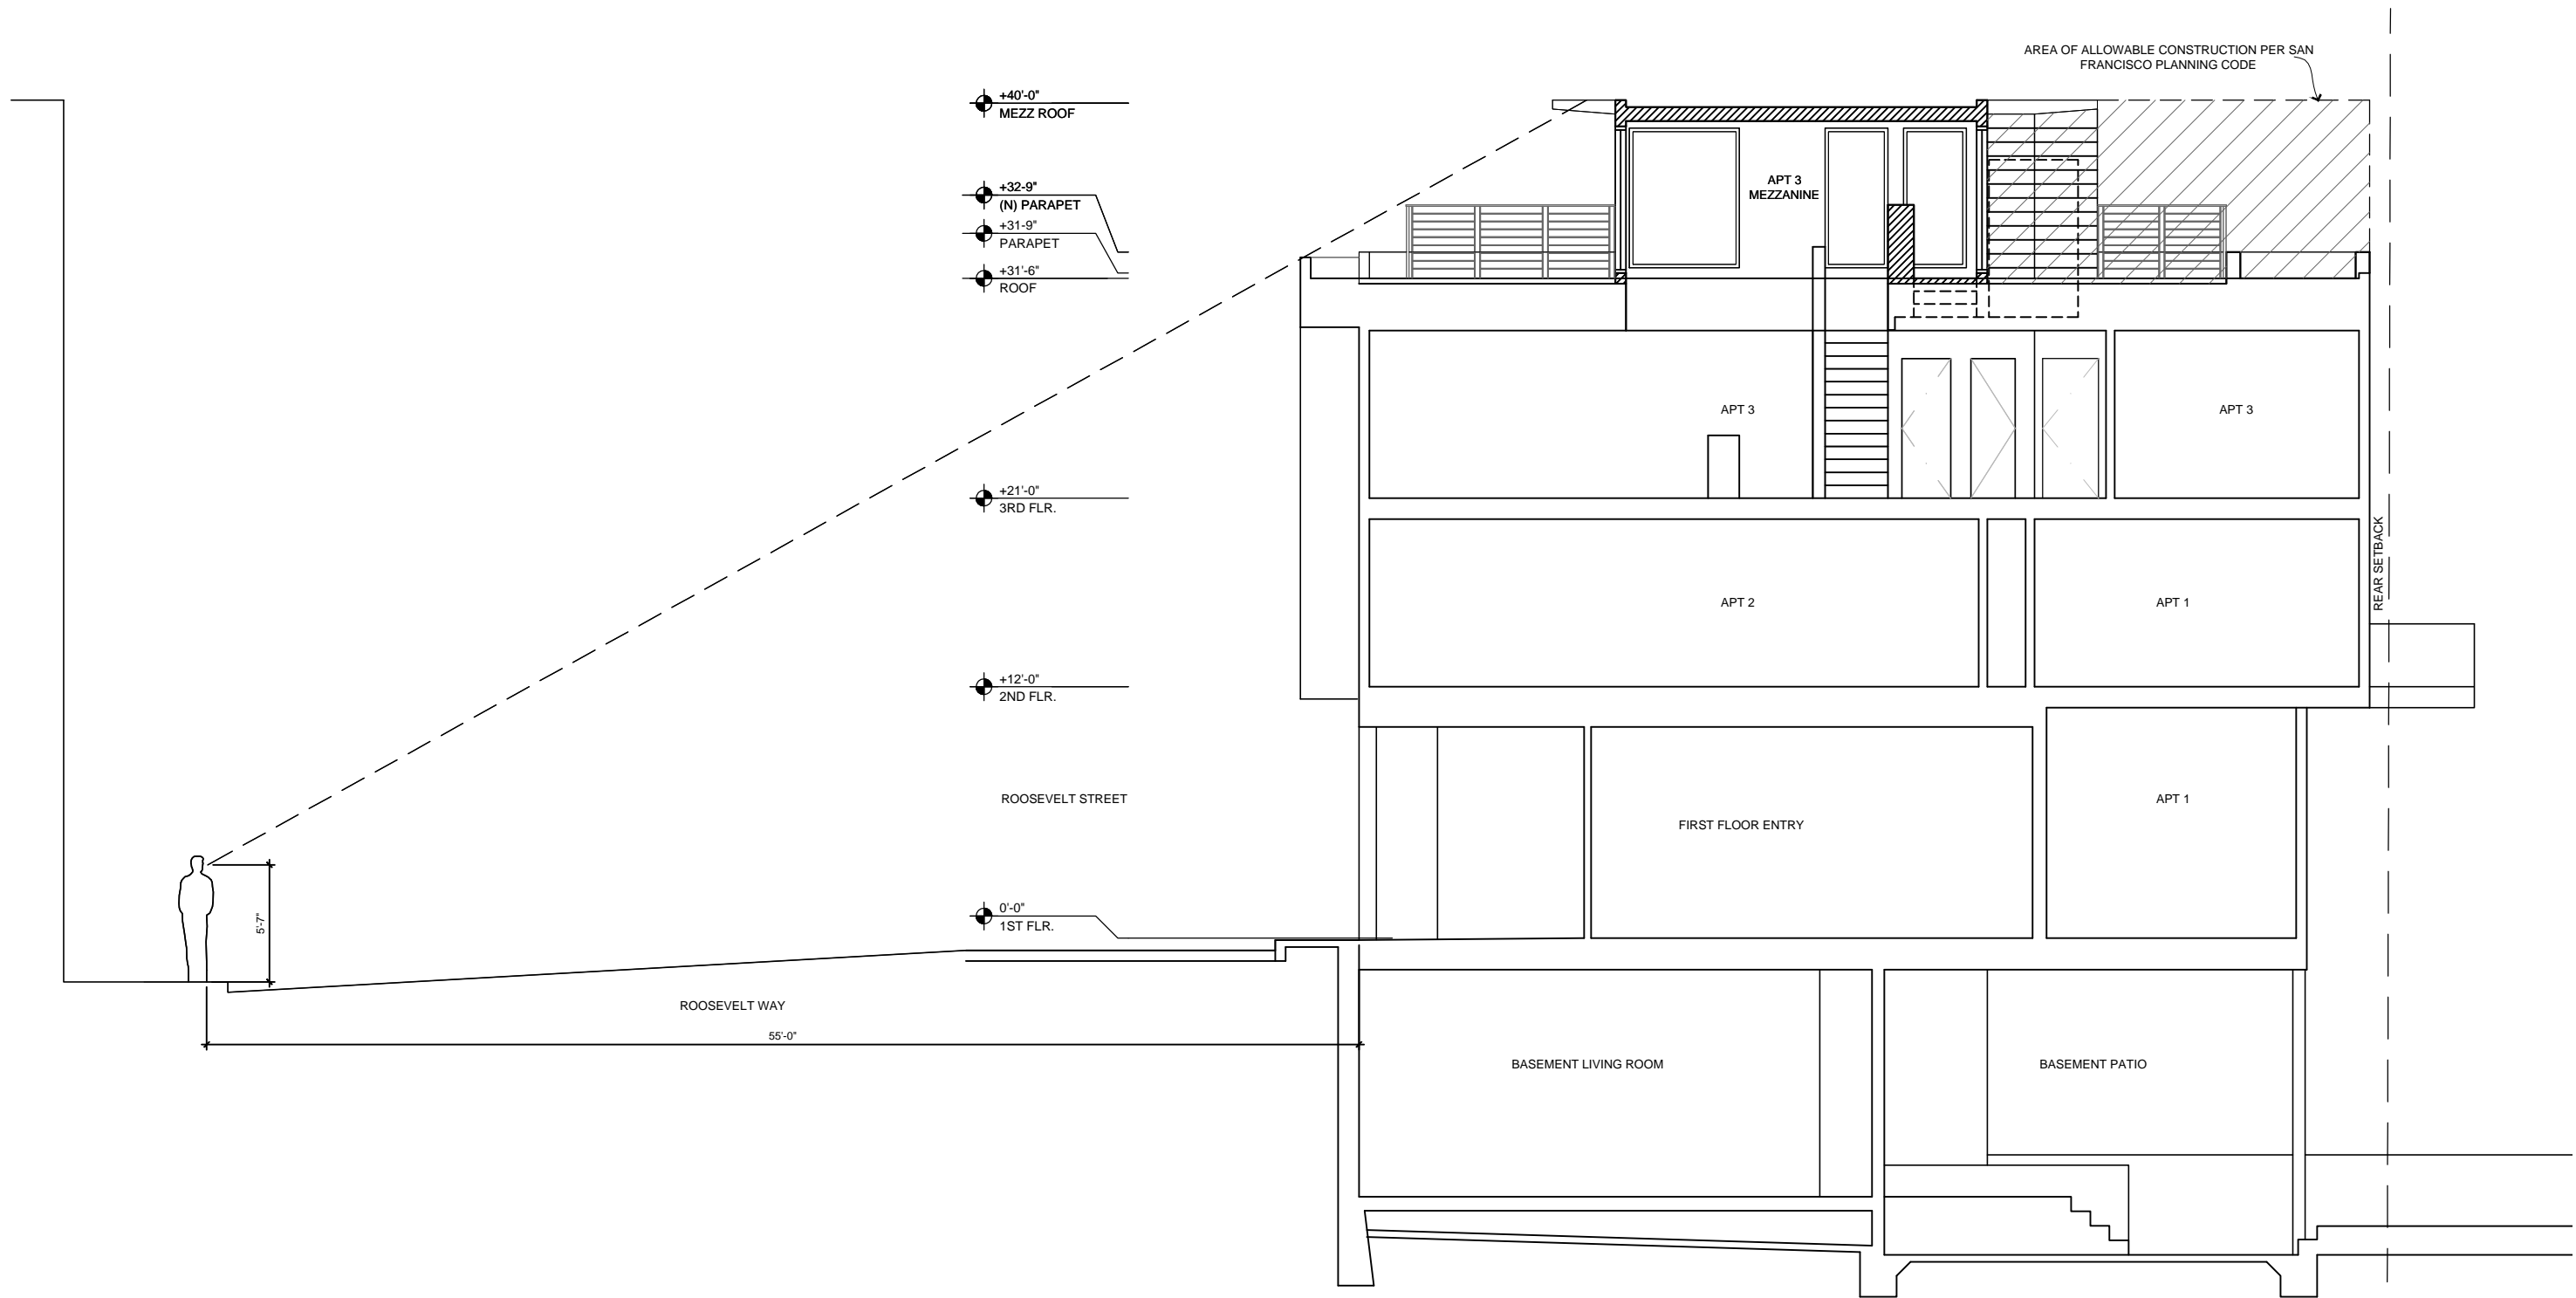 AREA OF ALLOWABLE CONSTRUCTION PER SAN
FRANCISCO PLANNING CODE
+40'-0"
MEZZ ROOF
+32-9"
(N) PARAPET
+31-9"
PARAPET
+31'-6"
ROOF
APT 3
MEZZANINE
APT 3
APT 3
+21'-0"
3RD FLR.
REAR SETBACK
APT 2
APT 1
+12'-0"
2ND FLR.
ROOSEVELT STREET
APT 1
FIRST FLOOR ENTRY
5'-7"
0'-0"
1ST FLR.
ROOSEVELT WAY
55'-0"
BASEMENT LIVING ROOM
BASEMENT PATIO